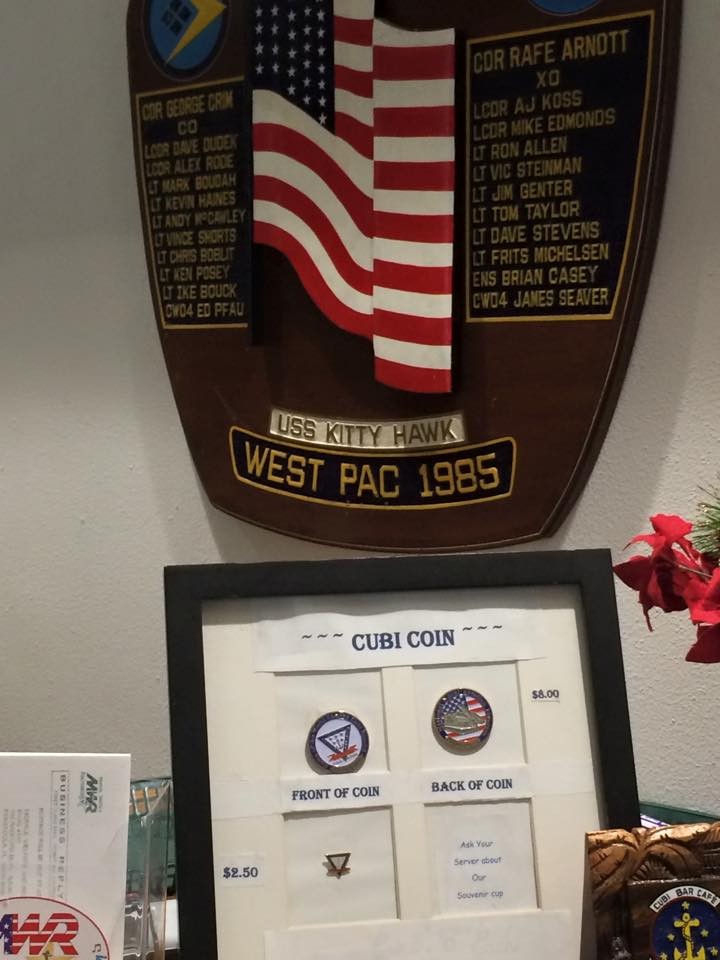 CDR GEORGE CRIM
CO
LCDR DAVE DUDEK
LCDR ALEX RODE
LT MARK BOUDAH
LT KEVIN HAINES
LT ANDY McCAWLEY
LT VINCE SHORTS
LT CHRIS BOBLIT
LT KEN POSEY
LT IKE BOUCK
CWO4 ED PFAU
CDR RAFE ARNOTT
XO
LCDR AJ KOSS
LCDR MIKE EDMONDS
LT RON ALLEN
LT VIC STEINMAN
LT JIM GENTER
LT TOM TAYLOR
LT DAVE STEVENS
LT FRITS MICHELSEN
ENS BRIAN CASEY
CWO4 JAMES SEAVER
USS KITTY HAWK
WEST PAC 1985
~ ~ ~ CUBI COIN ~ ~ ~
$8.00
FRONT OF COIN
BACK OF COIN
$2.50
Ask Your
Server about
Our
Souvenir cup
MWR
BUSINESS REPLY
MWR
CUBI BAR CAFE